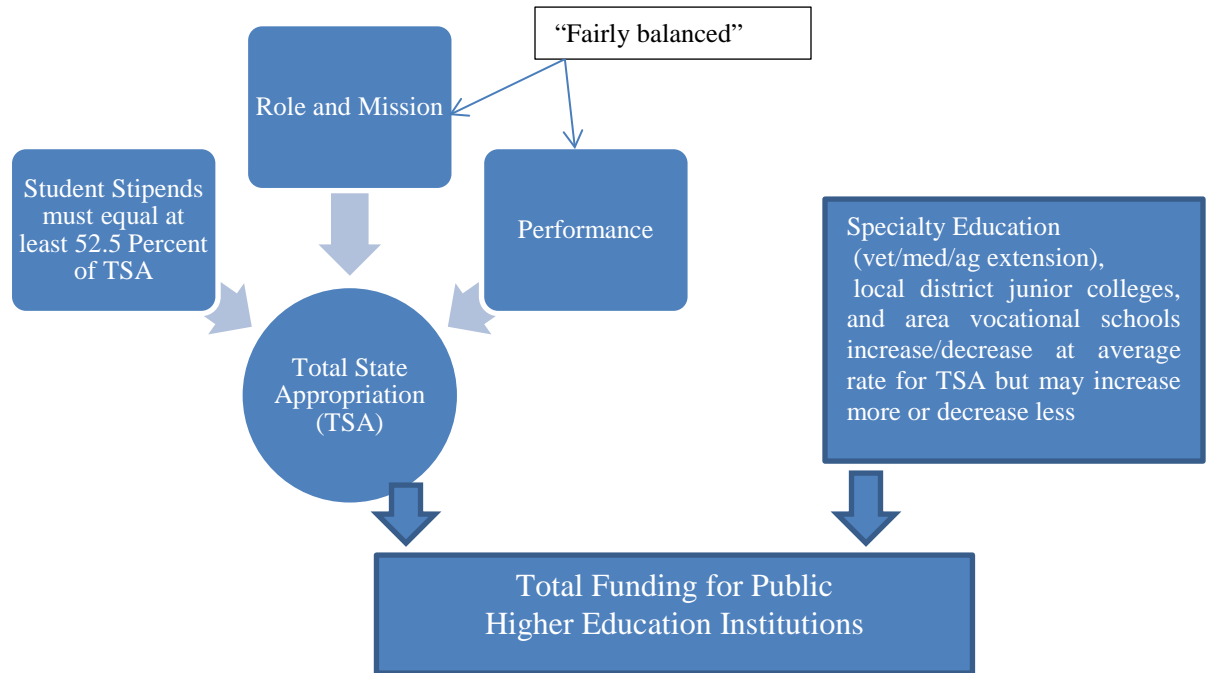 “Fairly balanced”
Role and Mission
Student Stipends
must equal at
least 52.5 Percent
of TSA
Performance
Specialty Education
(vet/med/ag extension),
local district junior colleges,
and area vocational schools
increase/decrease at average
rate for TSA but may increase
more or decrease less
Total State
Appropriation
(TSA)
Total Funding for Public
Higher Education Institutions